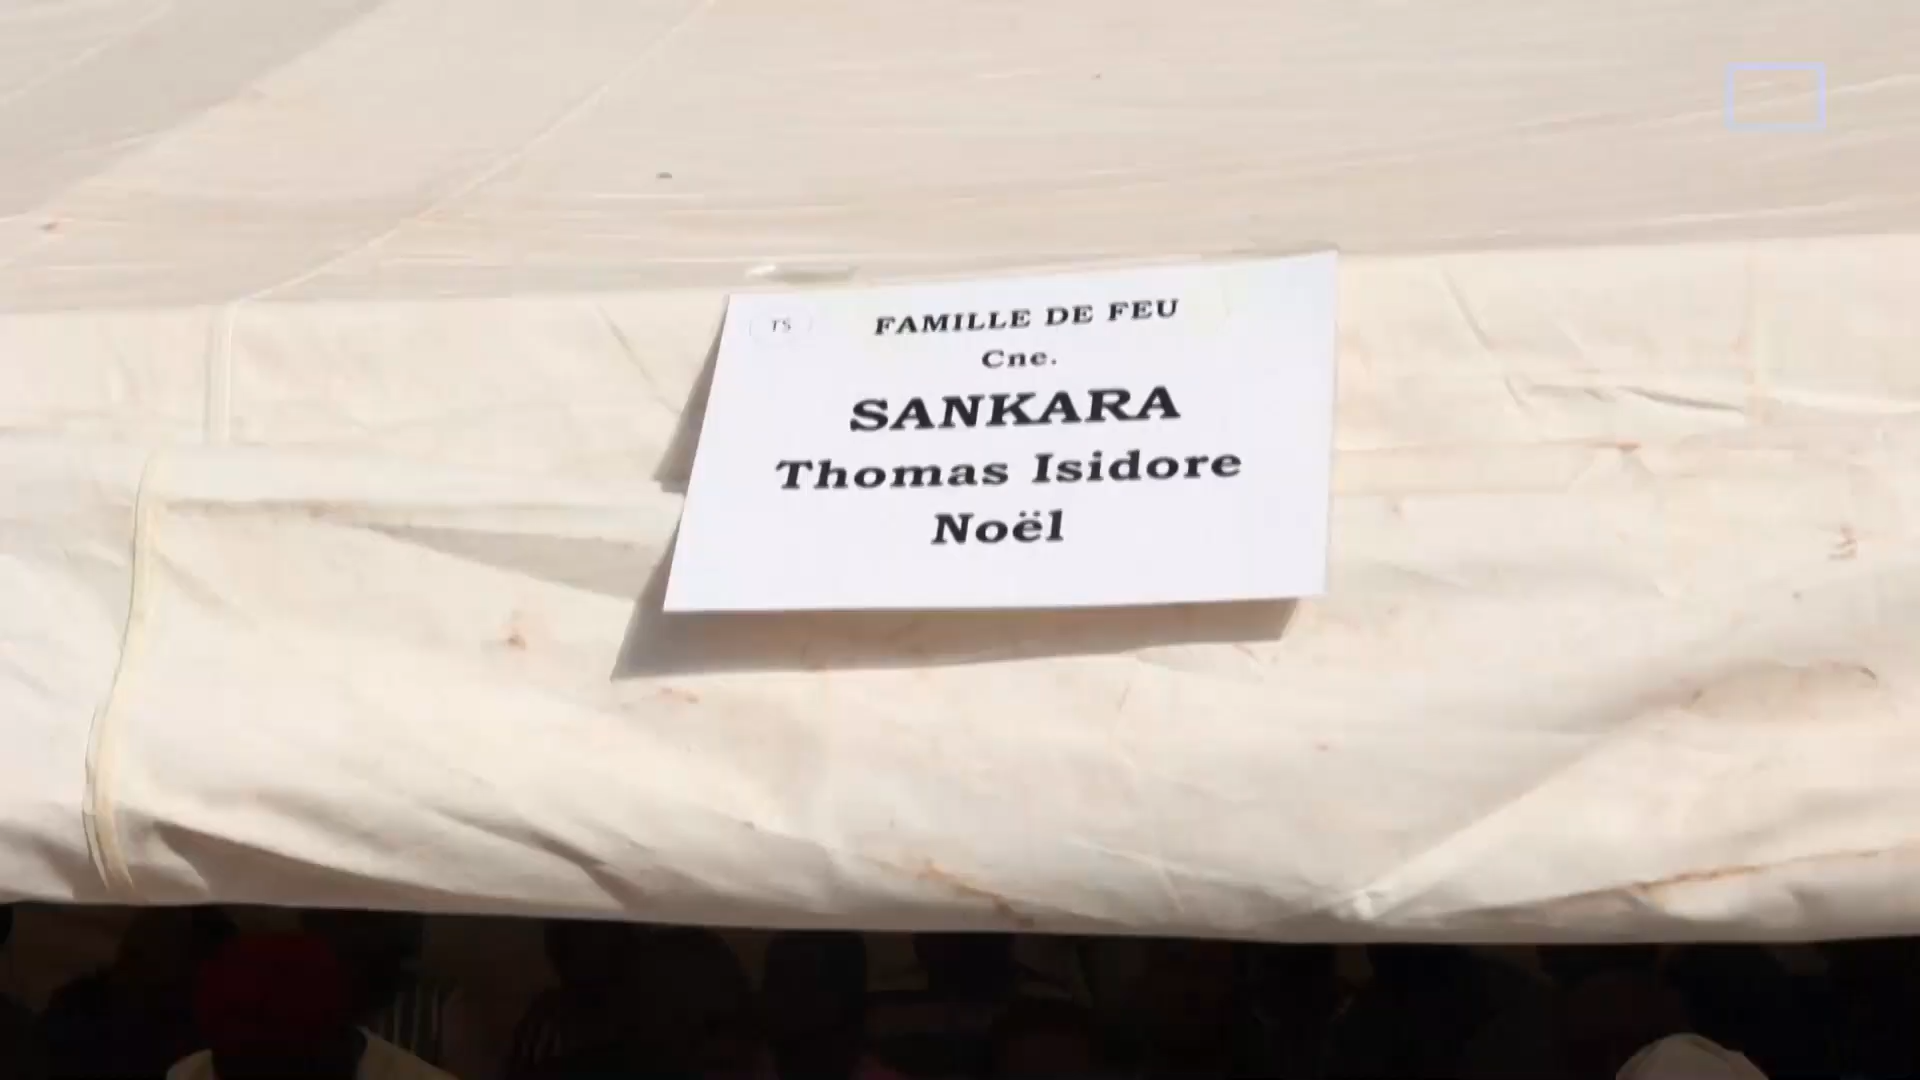 TS
FAMILLE DE FEU
Cne.
SANKARA
Thomas Isidore
Noël